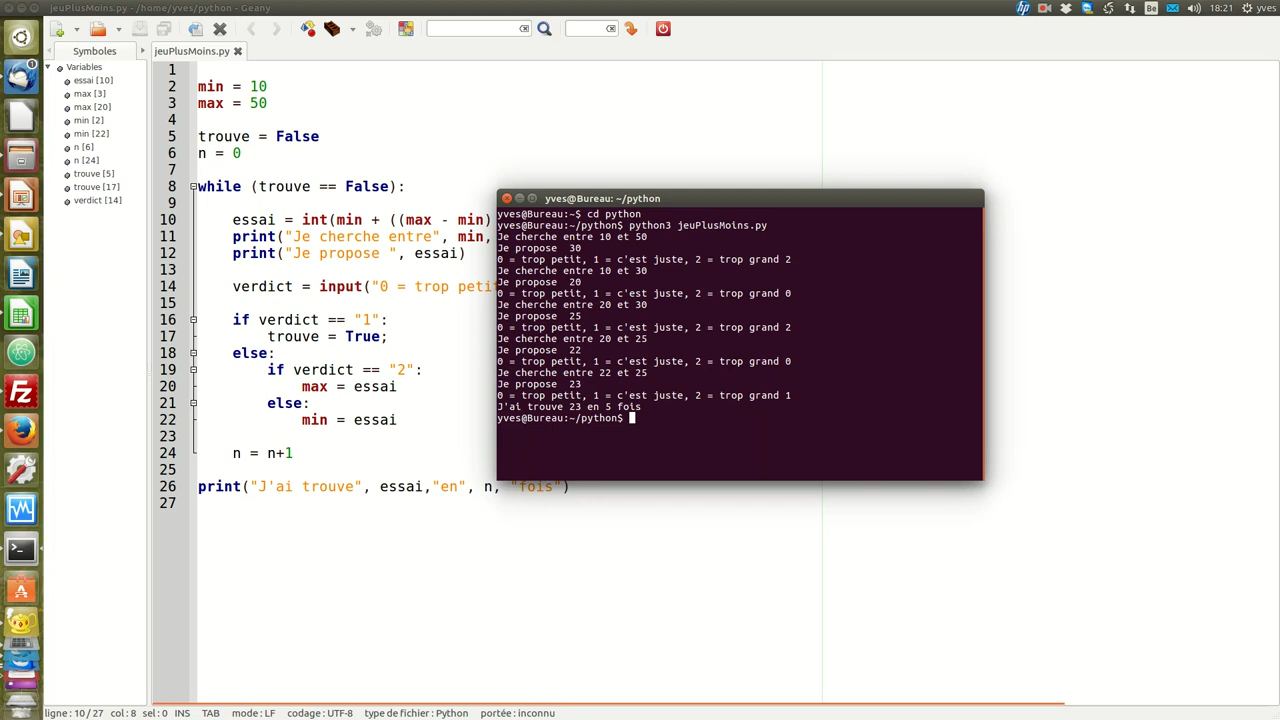 jeuPlusMoins.py - /home/yves/python - Geany
Be
18:21
yves
Symboles
jeuPlusMoins.py
Variables
essai [10]
max [3]
max [20]
min [2]
min [22]
n [6]
n [24]
trouve [5]
trouve [17]
verdict [14]
1
2 min = 10
3 max = 50
4
5 trouve = False
6 n = 0
7
8 while (trouve == False):
9
10 essai = int(min + ((max - min)
11 print("Je cherche entre", min,
12 print("Je propose ", essai)
13
14 verdict = input("0 = trop petit
15
16 if verdict == "1":
17 trouve = True;
18 else:
19 if verdict == "2":
20 max = essai
21 else:
22 min = essai
23
24 n = n+1
25
26 print("J'ai trouve", essai,"en", n, "fois")
27
yves@Bureau: ~/python
yves@Bureau:~$ cd python
yves@Bureau:~/python$ python3 jeuPlusMoins.py
Je cherche entre 10 et 50
Je propose  30
0 = trop petit, 1 = c'est juste, 2 = trop grand 2
Je cherche entre 10 et 30
Je propose  20
0 = trop petit, 1 = c'est juste, 2 = trop grand 0
Je cherche entre 20 et 30
Je propose  25
0 = trop petit, 1 = c'est juste, 2 = trop grand 2
Je cherche entre 20 et 25
Je propose  22
0 = trop petit, 1 = c'est juste, 2 = trop grand 0
Je cherche entre 22 et 25
Je propose  23
0 = trop petit, 1 = c'est juste, 2 = trop grand 1
J'ai trouve 23 en 5 fois
yves@Bureau:~/python$
ligne : 10 / 27 col : 8 sel : 0 INS TAB mode : LF codage : UTF-8 type de fichier : Python portée : inconnu